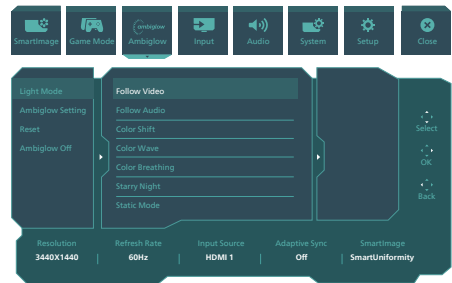 SmartImage Game Mode Ambiglow Input Audio System Setup Close
ambiglow
Light Mode Follow Video
Ambiglow Setting Follow Audio
Reset Color Shift
Ambiglow Off Color Wave
Color Breathing
Starry Night
Static Mode
Select
OK
Back
Resolution Refresh Rate Input Source Adaptive Sync SmartImage
3440X1440 | 60Hz | HDMI 1 | Off | SmartUniformity